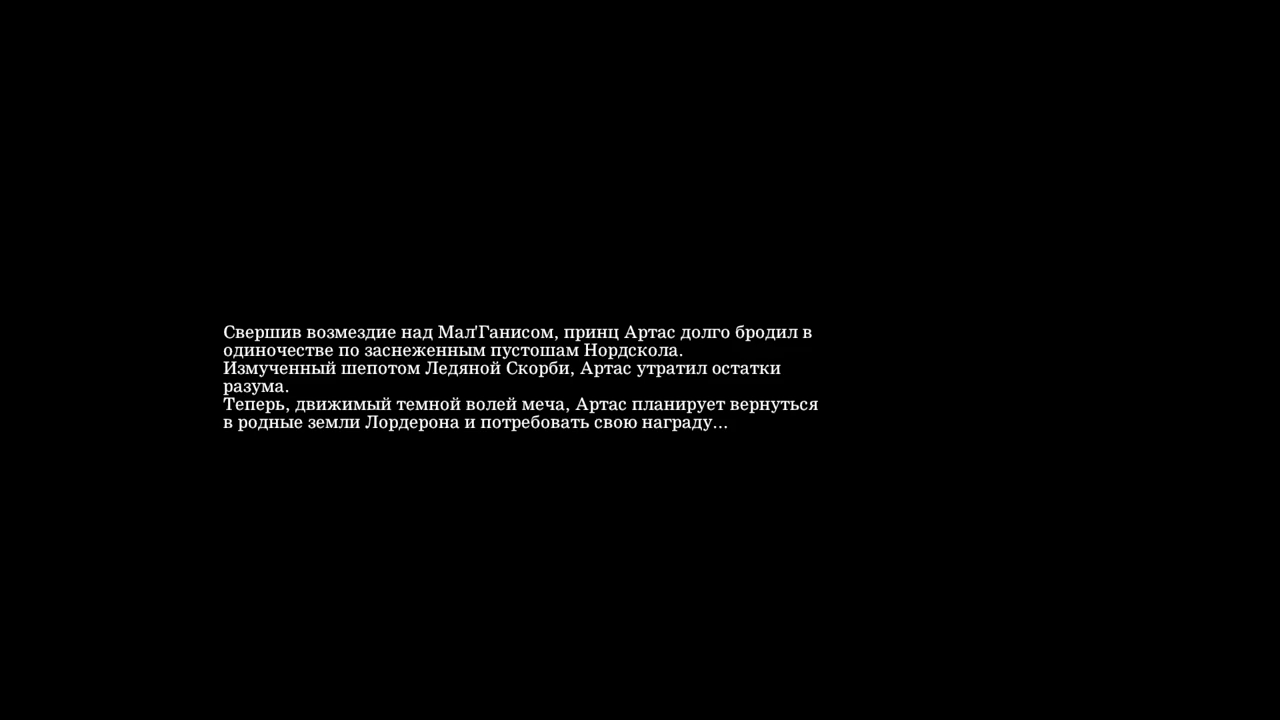 Свершив возмездие над Мал'Ганисом, принц Артас долго бродил в
одиночестве по заснеженным пустошам Нордскола.
Измученный шепотом Ледяной Скорби, Артас утратил остатки
разума.
Теперь, движимый темной волей меча, Артас планирует вернуться
в родные земли Лордерона и потребовать свою награду...